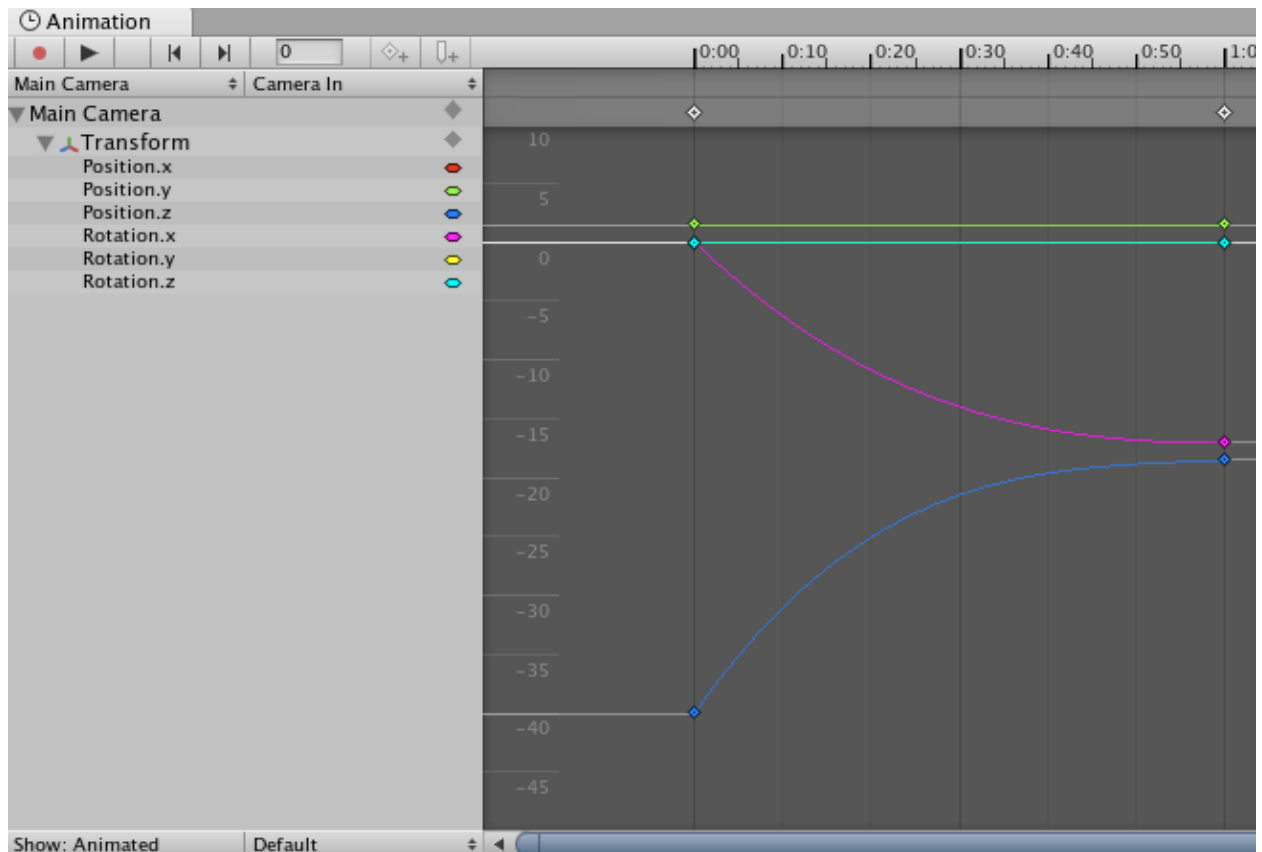 Animation
0 0:00 0:10 0:20 0:30 0:40 0:50 1:0
Main Camera Camera In
Main Camera
Transform
Position.x
Position.y
Position.z
Rotation.x
Rotation.y
Rotation.z
10
5
0
-5
-10
-15
-20
-25
-30
-35
-40
-45
Show: Animated Default